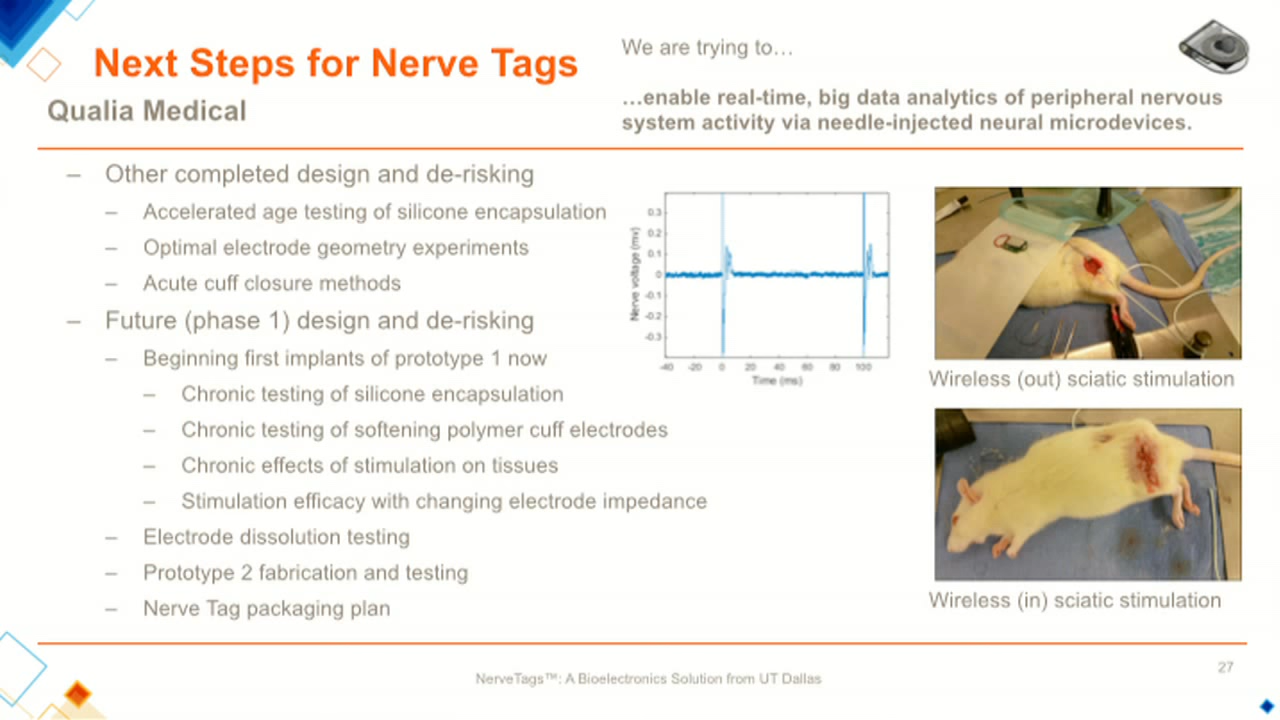 Next Steps for Nerve Tags
Qualia Medical
We are trying to…
…enable real-time, big data analytics of peripheral nervous
system activity via needle-injected neural microdevices.
– Other completed design and de-risking
– Accelerated age testing of silicone encapsulation
– Optimal electrode geometry experiments
– Acute cuff closure methods
– Future (phase 1) design and de-risking
– Beginning first implants of prototype 1 now
– Chronic testing of silicone encapsulation
– Chronic testing of softening polymer cuff electrodes
– Chronic effects of stimulation on tissues
– Stimulation efficacy with changing electrode impedance
– Electrode dissolution testing
– Prototype 2 fabrication and testing
– Nerve Tag packaging plan
Nerve voltage (mv)
0.3
0.2
0.1
0
-0.1
-0.2
-0.3
-40 -20 0 20 40 60 80 100
Time (ms)
Wireless (out) sciatic stimulation
Wireless (in) sciatic stimulation
NerveTags™: A Bioelectronics Solution from UT Dallas
27